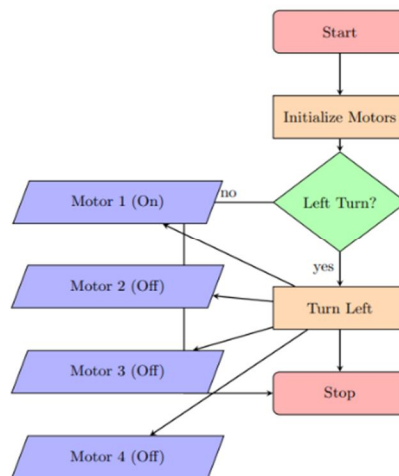 Start
Initialize Motors
Left Turn?
no
yes
Motor 1 (On)
Motor 2 (Off)
Turn Left
Motor 3 (Off)
Stop
Motor 4 (Off)